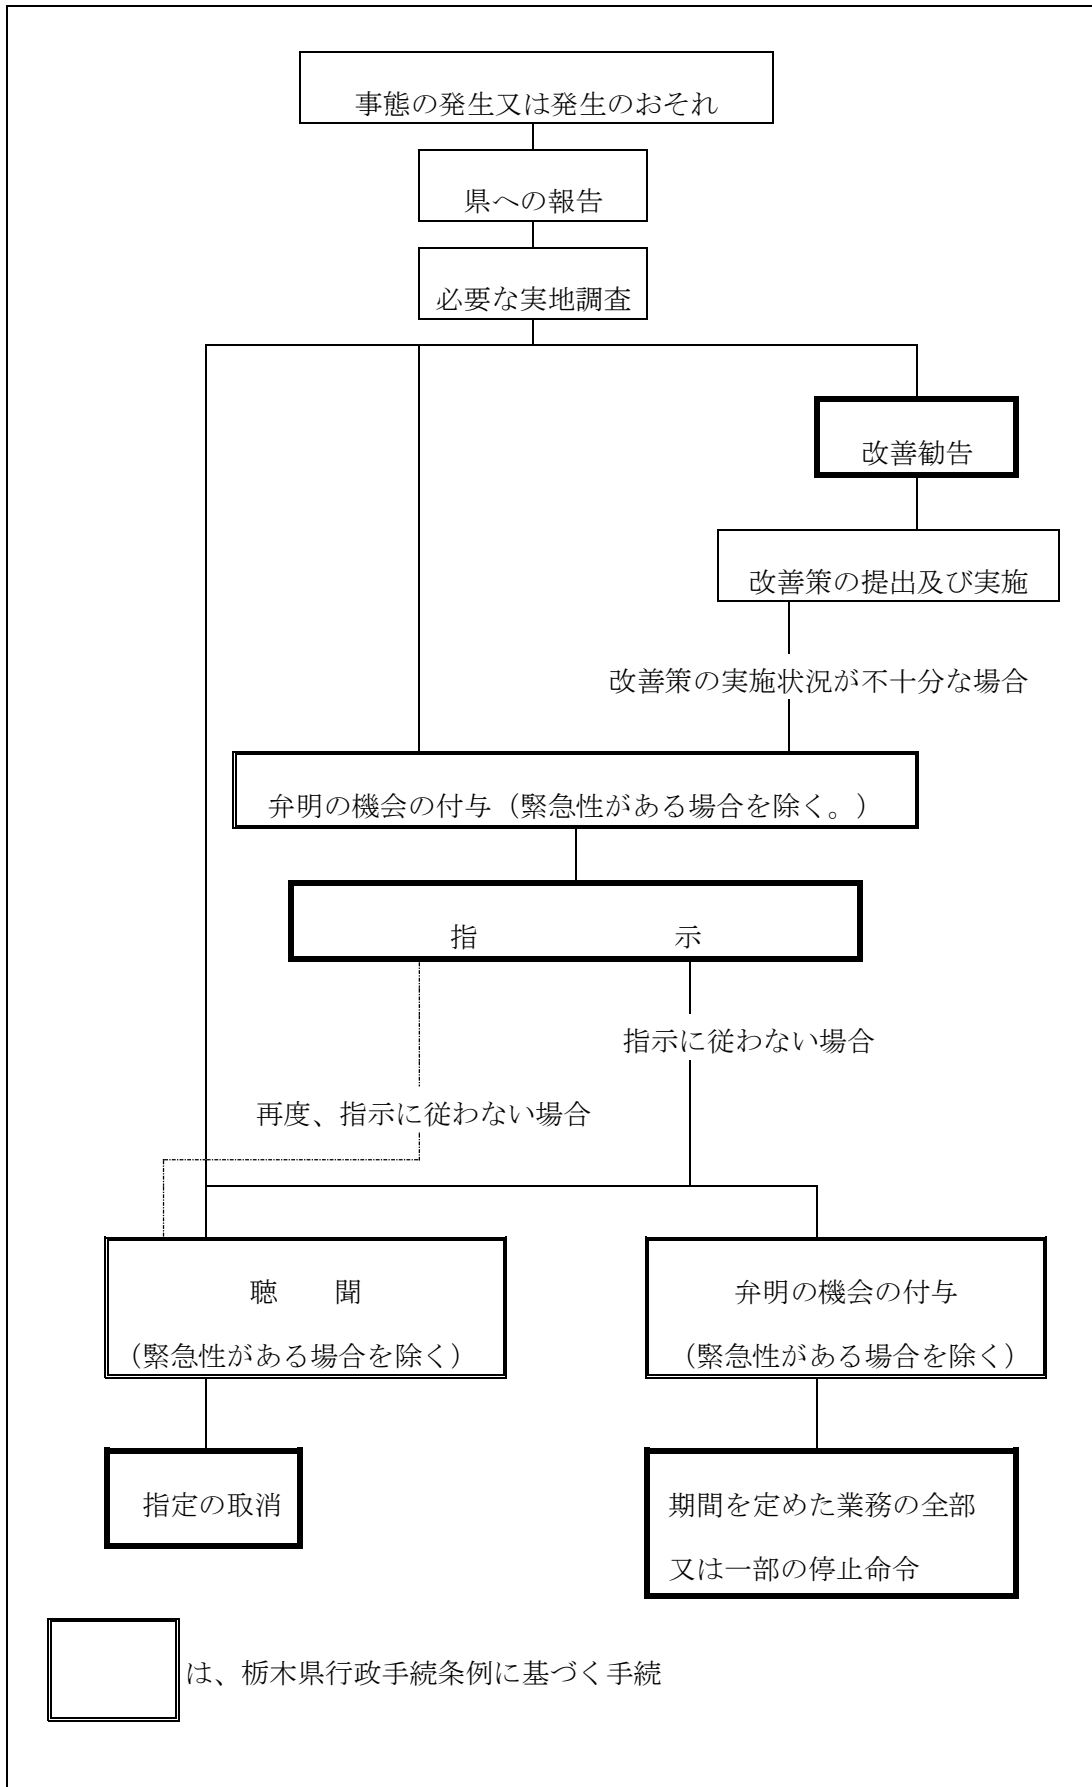 事態の発生又は発生のおそれ
県への報告
必要な実地調査
改善勧告
改善策の提出及び実施
改善策の実施状況が不十分な場合
弁明の機会の付与（緊急性がある場合を除く。）
指　　　　　　　示
指示に従わない場合
再度、指示に従わない場合
聴　　聞
（緊急性がある場合を除く）
弁明の機会の付与
（緊急性がある場合を除く）
指定の取消
期間を定めた業務の全部
又は一部の停止命令
は、栃木県行政手続条例に基づく手続